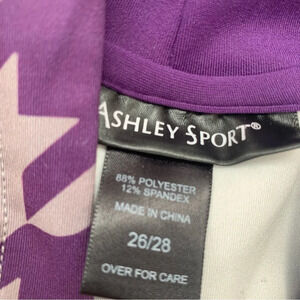 ASHLEY SPORT®
88% POLYESTER
12% SPANDEX
MADE IN CHINA
26/28
OVER FOR CARE